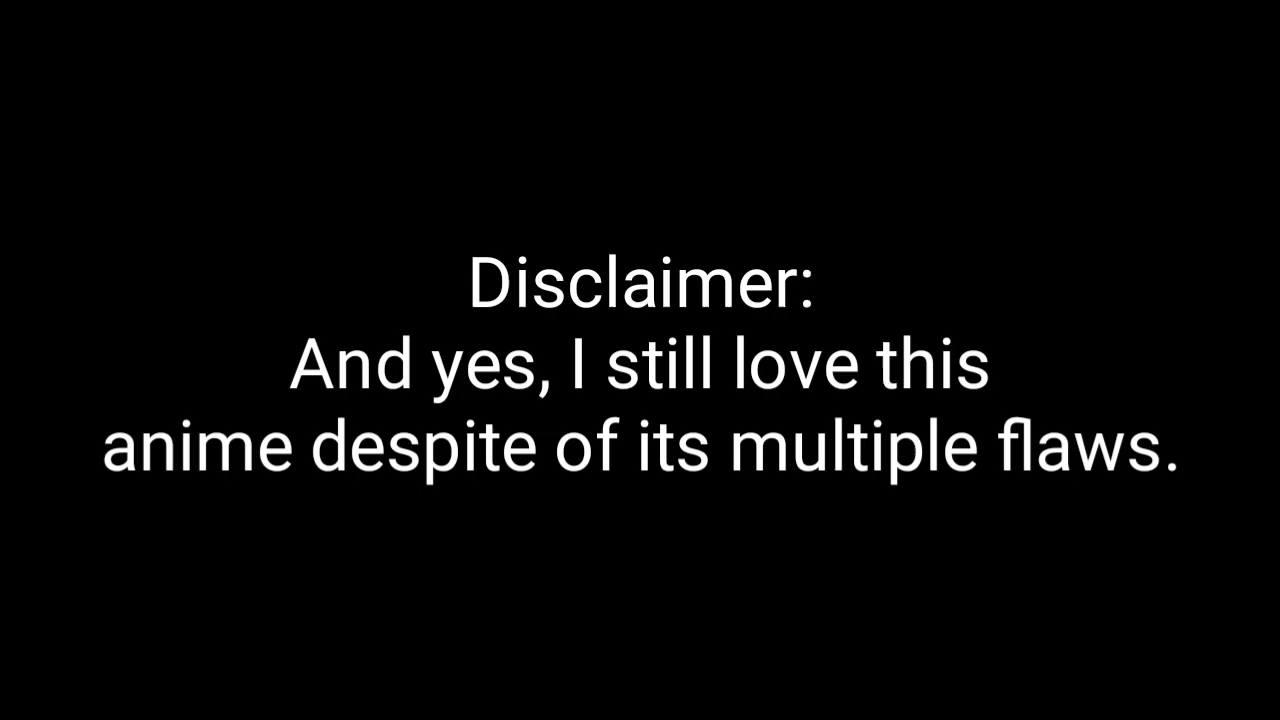 Disclaimer:
And yes, I still love this
anime despite of its multiple flaws.